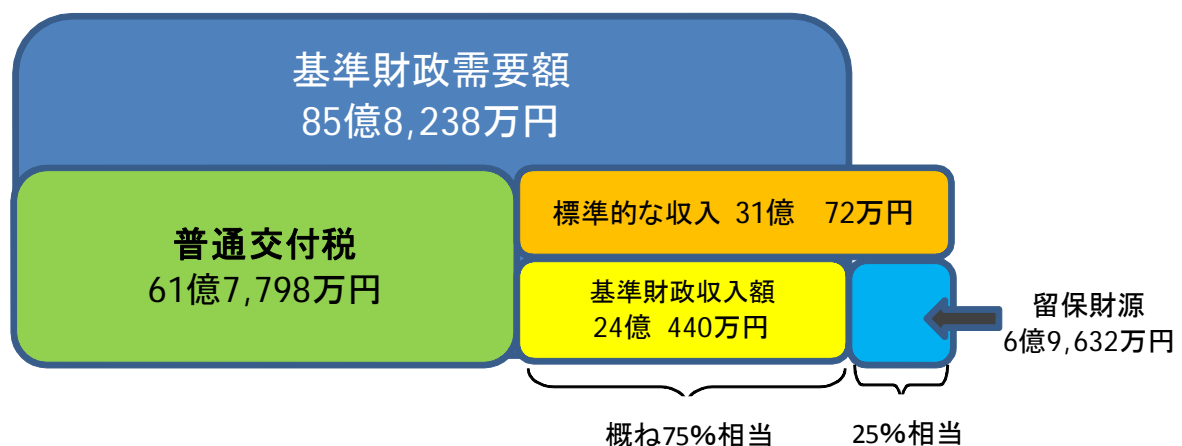 基準財政需要額
85億8,238万円
標準的な収入 31億　72万円
普通交付税
61億7,798万円
基準財政収入額
24億 440万円
留保財源
6億9,632万円
概ね75%相当
25%相当